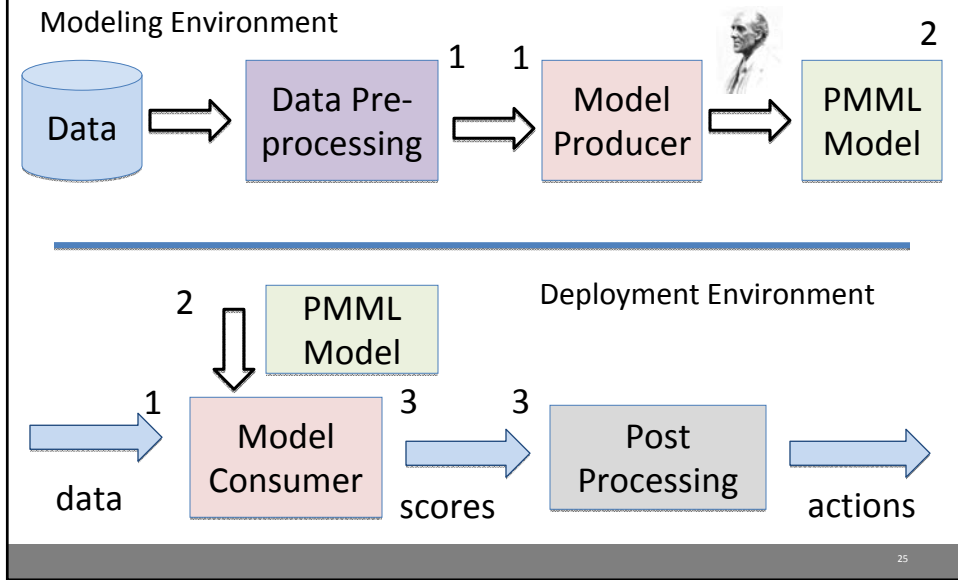 Modeling Environment
Data
Data Pre-
processing
1
1
Model
Producer
2
PMML
Model
Deployment Environment
2
PMML
Model
1
data
Model
Consumer
3
scores
3
Post
Processing
actions
25